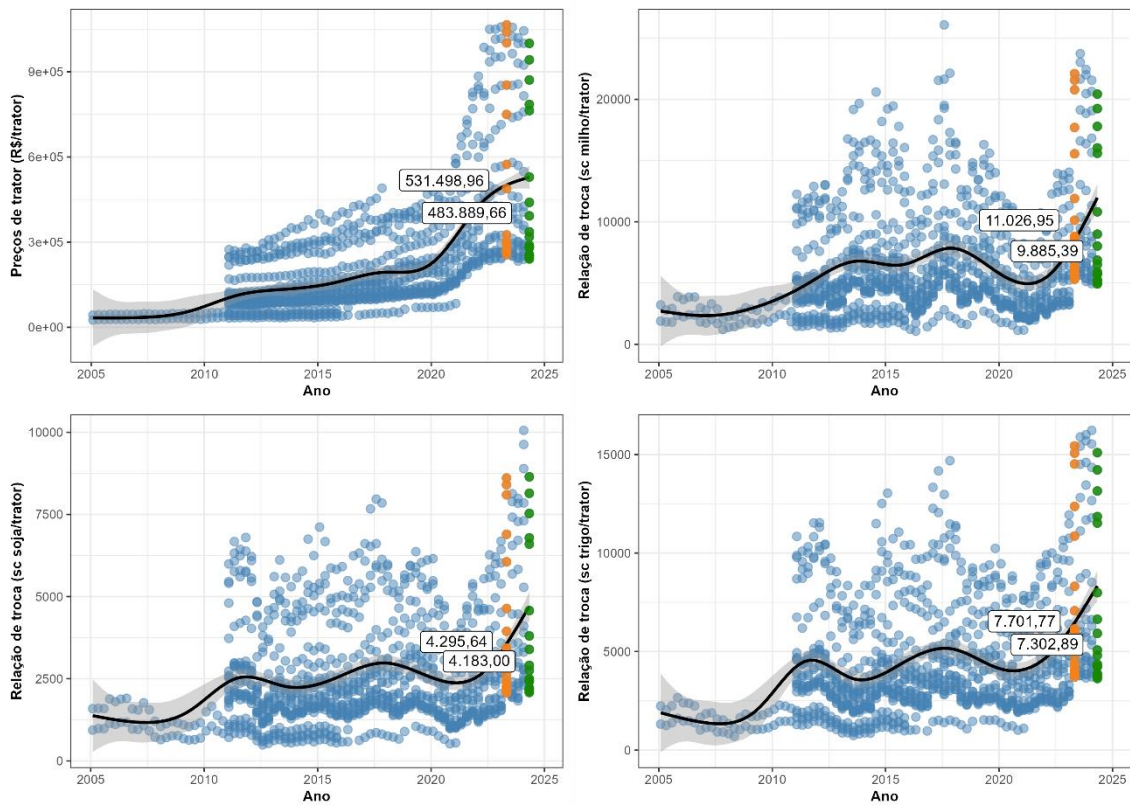 Preços de trator (R$/trator)
9e+05
6e+05
3e+05
0e+00
531.498,96
483.889,66
2005 2010 2015 2020 2025
Ano
Relação de troca (sc milho/trator)
20000
10000
0
11.026,95
9.885,39
2005 2010 2015 2020 2025
Ano
Relação de troca (sc soja/trator)
10000
7500
5000
2500
0
4.295,64
4.183,00
2005 2010 2015 2020 2025
Ano
Relação de troca (sc trigo/trator)
15000
10000
5000
0
7.701,77
7.302,89
2005 2010 2015 2020 2025
Ano